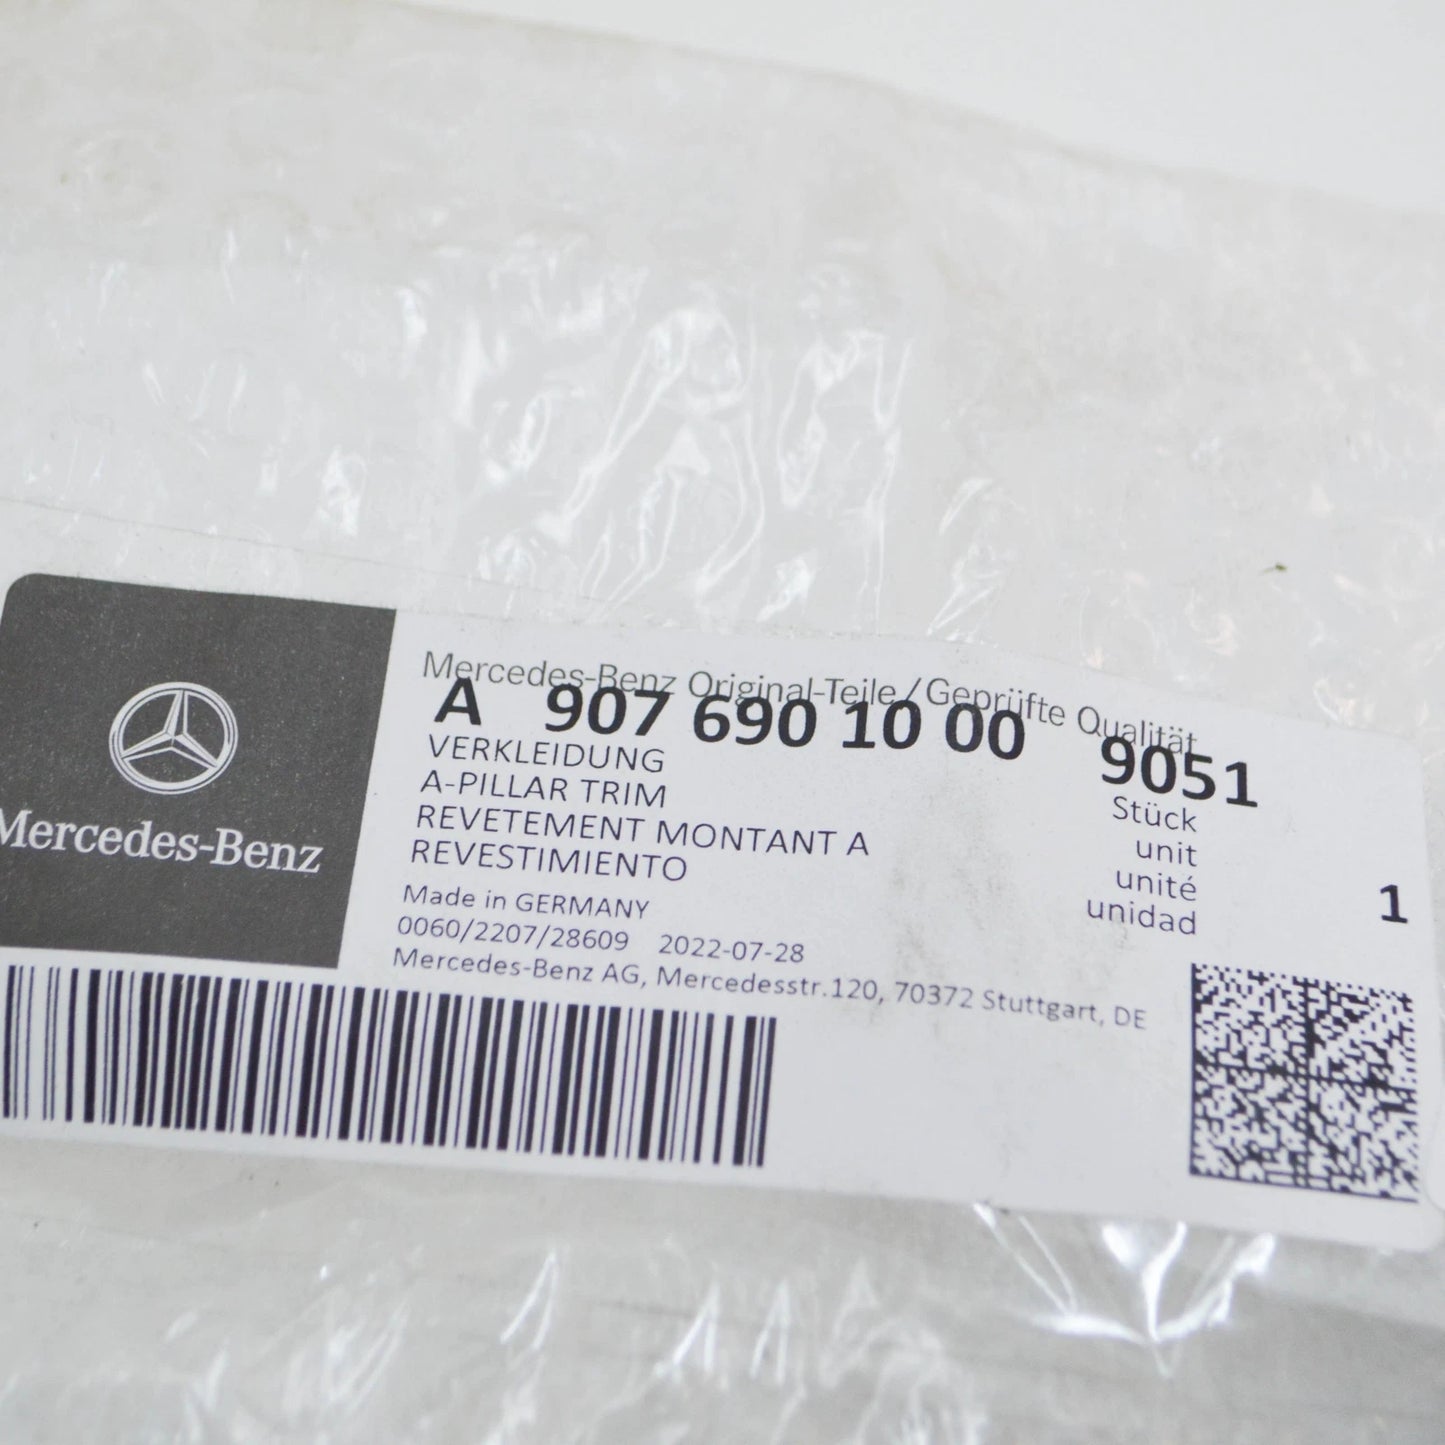 Mercedes-Benz
Mercedes-Benz Original-Teile/Geprüfte Qualität
A 907 690 10 00 9051
VERKLEIDUNG
A-PILLAR TRIM
REVETEMENT MONTANT A
REVESTIMIENTO
Stück
unit
unité
unidad
1
Made in GERMANY
0060/2207/28609 2022-07-28
Mercedes-Benz AG, Mercedesstr.120, 70372 Stuttgart, DE